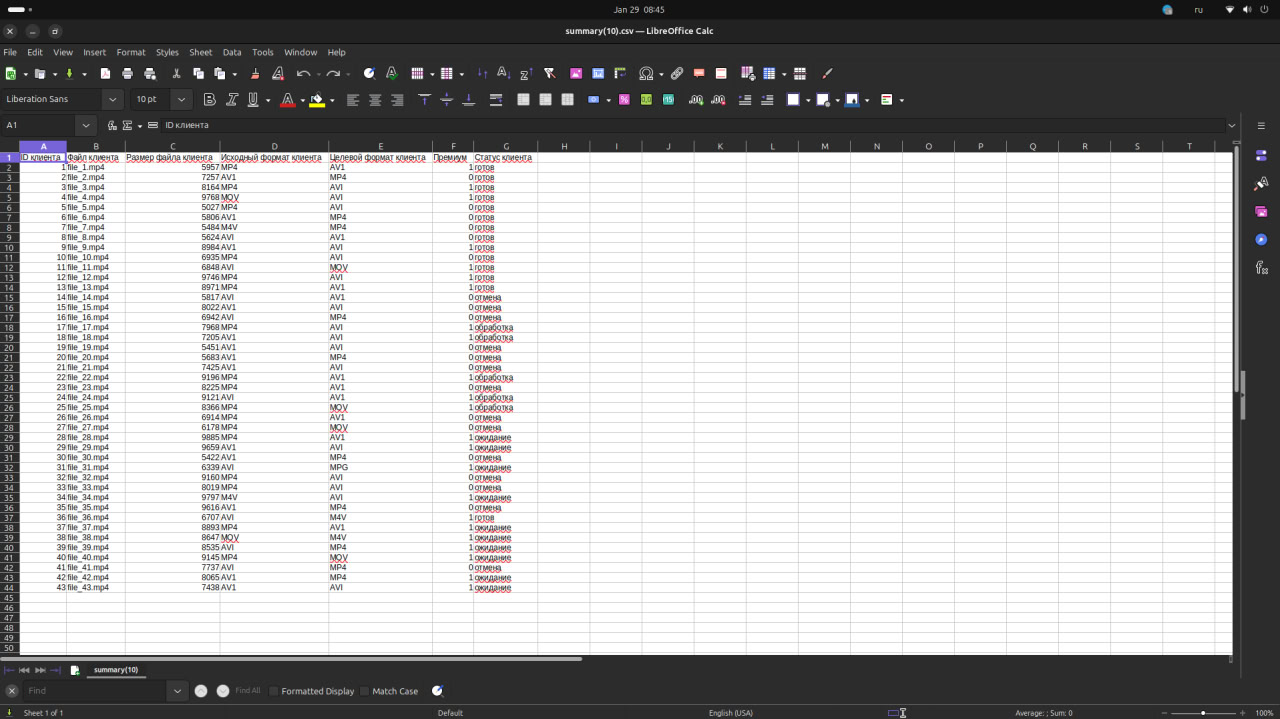 Jan 29 08:45
ru
summary(10).csv — LibreOffice Calc
File Edit View Insert Format Styles Sheet Data Tools Window Help
Liberation Sans 10 pt
A1 ID клиента
A B C D E F G H I J K L M N O P Q R S T
1 ID клиента Файл клиента Размер файла клиента Исходный формат клиента Целевой формат клиента Премиум Статус клиента
2 1 file_1.mp4 5957 MP4 AV1 1 готов
3 2 file_2.mp4 7257 AV1 MP4 0 готов
4 3 file_3.mp4 8164 MP4 AVI 1 готов
5 4 file_4.mp4 9768 MOV AVI 1 готов
6 5 file_5.mp4 5027 MP4 AVI 0 готов
7 6 file_6.mp4 5806 AV1 MP4 0 готов
8 7 file_7.mp4 5484 M4V MP4 0 готов
9 8 file_8.mp4 5624 AVI AV1 0 готов
10 9 file_9.mp4 8984 AV1 AVI 1 готов
11 10 file_10.mp4 6935 MP4 AVI 0 готов
12 11 file_11.mp4 6848 AVI MOV 1 готов
13 12 file_12.mp4 9746 MP4 AVI 1 готов
14 13 file_13.mp4 8971 MP4 AV1 1 готов
15 14 file_14.mp4 5817 AVI AV1 0 отмена
16 15 file_15.mp4 8022 AV1 AVI 0 отмена
17 16 file_16.mp4 6942 AVI MP4 0 отмена
18 17 file_17.mp4 7968 MP4 AVI 1 обработка
19 18 file_18.mp4 7205 AV1 AVI 1 обработка
20 19 file_19.mp4 5451 AV1 AVI 0 отмена
21 20 file_20.mp4 5683 AV1 MP4 0 отмена
22 21 file_21.mp4 7425 AV1 AVI 0 отмена
23 22 file_22.mp4 9196 MP4 AV1 1 обработка
24 23 file_23.mp4 8225 MP4 AV1 0 отмена
25 24 file_24.mp4 9121 AVI AV1 1 обработка
26 25 file_25.mp4 8366 MP4 MOV 1 обработка
27 26 file_26.mp4 6914 MP4 AV1 0 отмена
28 27 file_27.mp4 6178 MP4 MOV 0 отмена
29 28 file_28.mp4 9885 MP4 AV1 1 ожидание
30 29 file_29.mp4 9659 AV1 AVI 1 ожидание
31 30 file_30.mp4 5422 AV1 MP4 0 отмена
32 31 file_31.mp4 6339 AVI MPG 1 ожидание
33 32 file_32.mp4 9160 MP4 AVI 0 отмена
34 33 file_33.mp4 8019 MP4 AVI 0 отмена
35 34 file_34.mp4 9797 M4V AVI 1 ожидание
36 35 file_35.mp4 9616 AV1 MP4 0 отмена
37 36 file_36.mp4 6707 AVI M4V 1 готов
38 37 file_37.mp4 8893 MP4 AV1 1 ожидание
39 38 file_38.mp4 8647 MOV M4V 1 ожидание
40 39 file_39.mp4 8535 AVI MP4 1 ожидание
41 40 file_40.mp4 9145 MP4 MOV 1 ожидание
42 41 file_41.mp4 7737 AVI MP4 0 отмена
43 42 file_42.mp4 8065 AV1 MP4 1 ожидание
44 43 file_43.mp4 7438 AV1 AVI 1 ожидание
45
46
47
48
49
50
summary(10)
Find Find All Formatted Display Match Case
Sheet 1 of 1 Default English (USA) Average: ; Sum: 0 100%